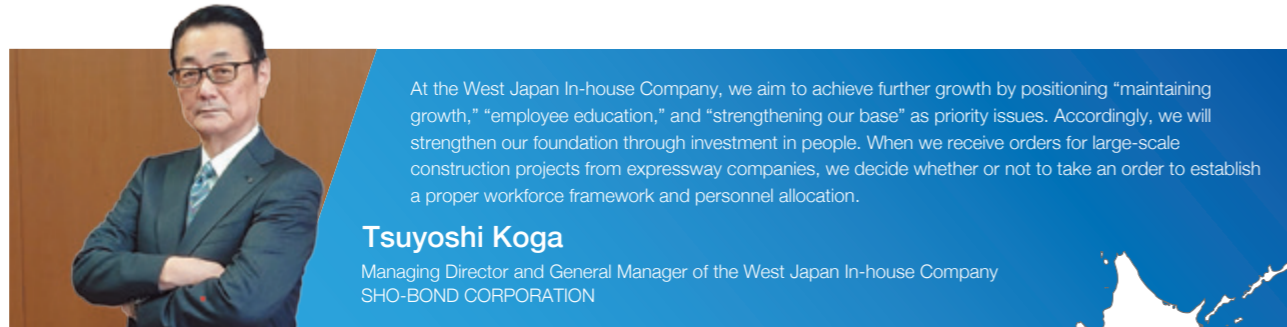 At the West Japan In-house Company, we aim to achieve further growth by positioning “maintaining
growth,” “employee education,” and “strengthening our base” as priority issues. Accordingly, we will
strengthen our foundation through investment in people. When we receive orders for large-scale
construction projects from expressway companies, we decide whether or not to take an order to establish
a proper workforce framework and personnel allocation.
Tsuyoshi Koga
Managing Director and General Manager of the West Japan In-house Company
SHO-BOND CORPORATION